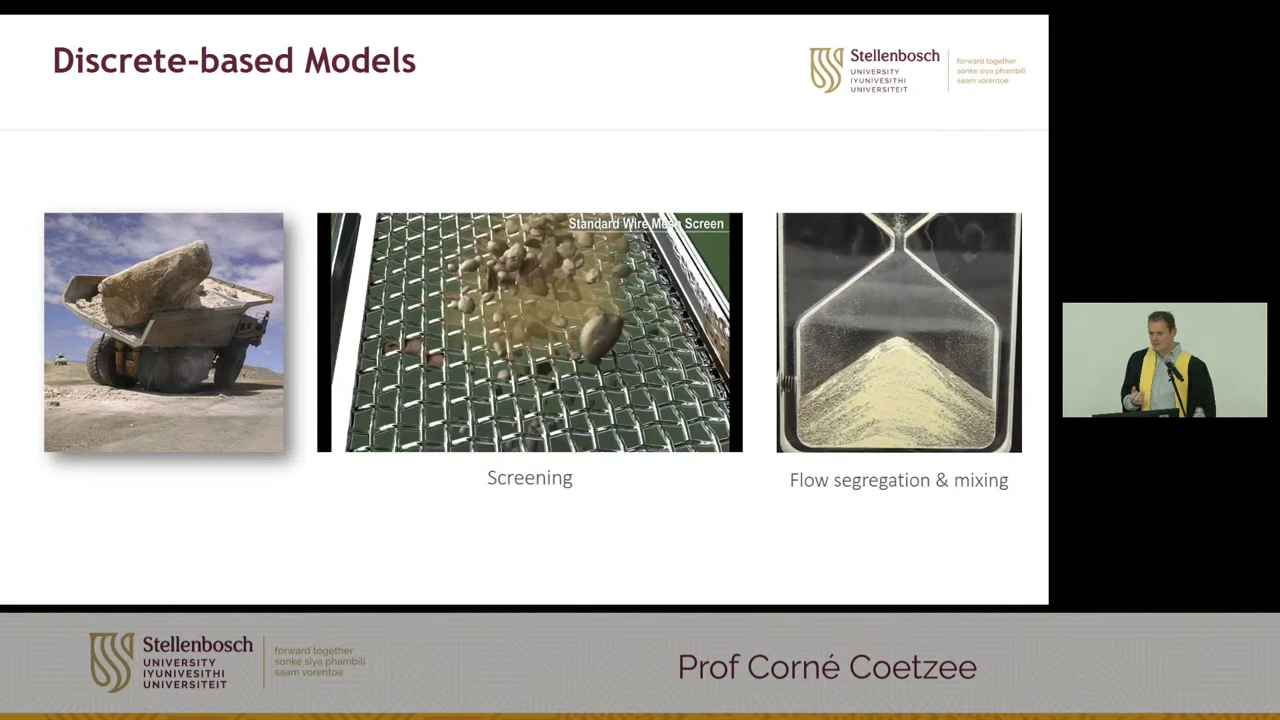 Discrete-based Models
Stellenbosch
UNIVERSITY
IYUNIVESITHI
UNIVERSITEIT
forward together
sonke siya phambili
saam vorentoe
Standard Wire Mesh Screen
Screening
Flow segregation & mixing
Stellenbosch
UNIVERSITY
IYUNIVESITHI
UNIVERSITEIT
forward together
sonke siya phambili
saam vorentoe
Prof Corné Coetzee